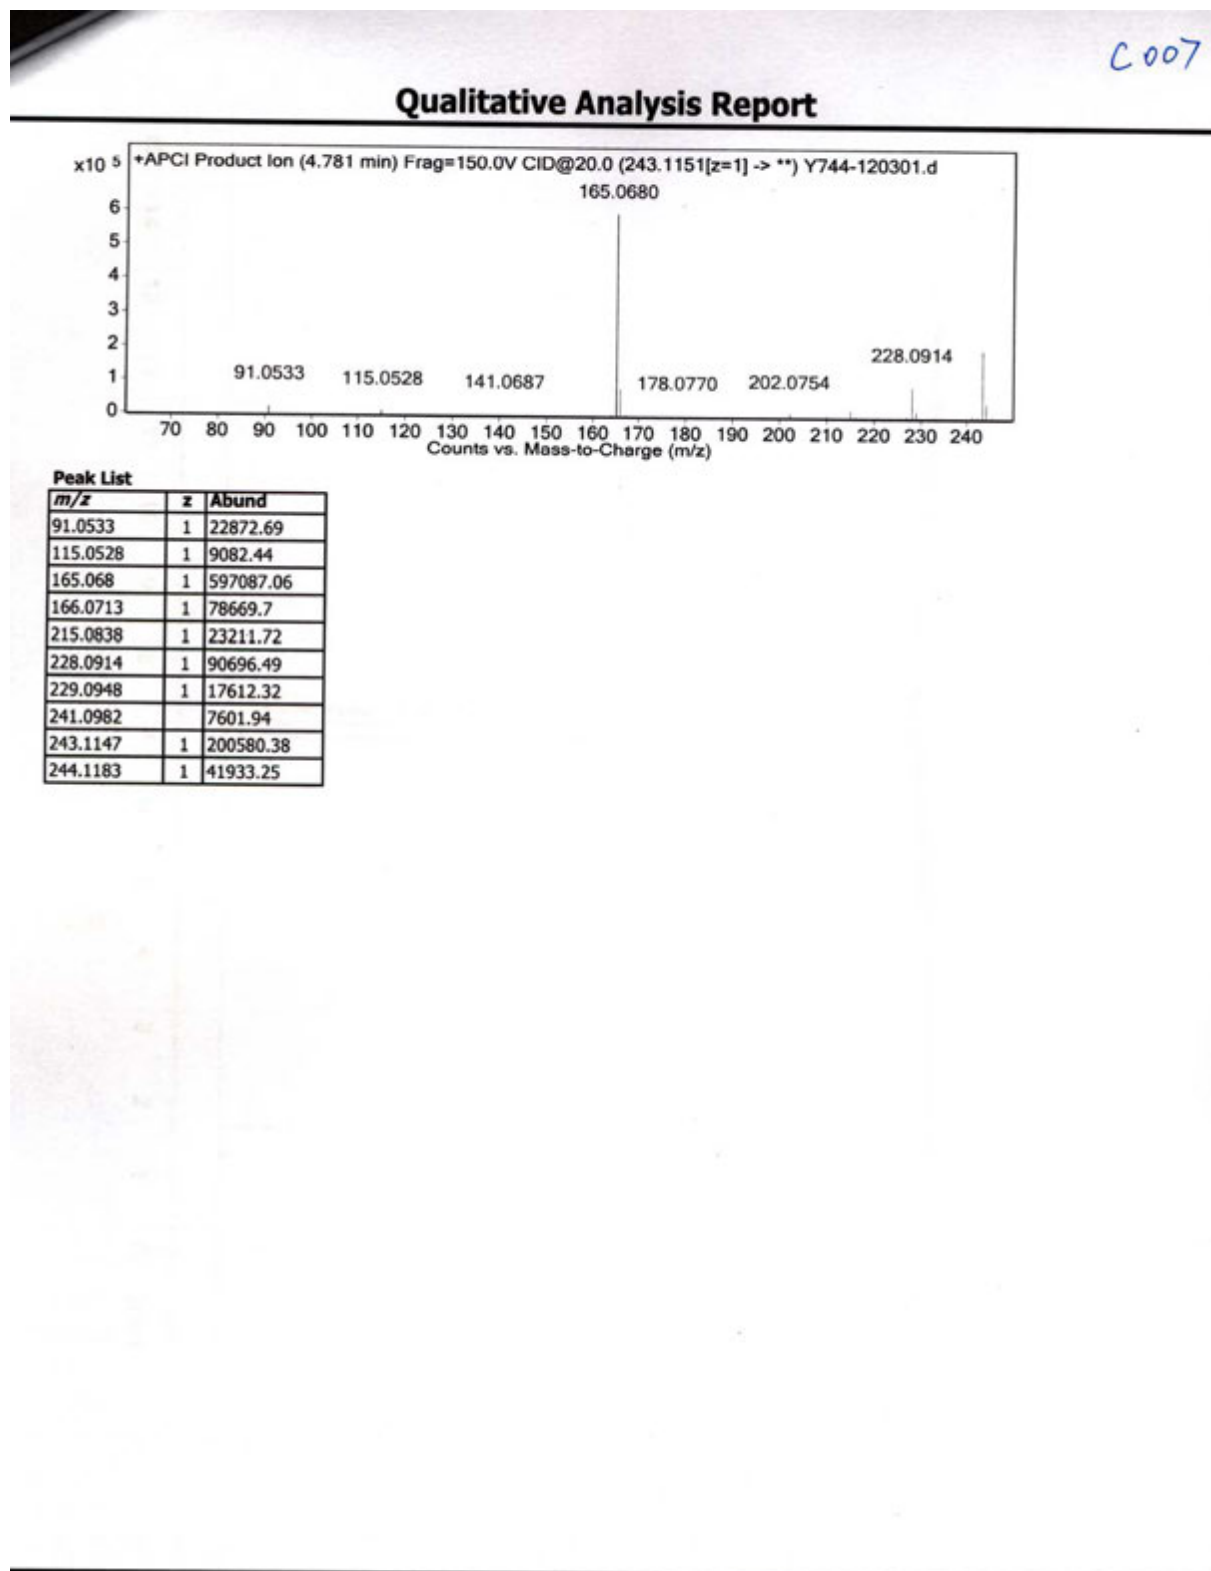 C007
Qualitative Analysis Report
x10 5 +APCI Product Ion (4.781 min) Frag=150.0V CID@20.0 (243.1151[z=1] -> **) Y744-120301.d
165.0680
6
5
4
3
2
1
0
228.0914
91.0533 115.0528 141.0687 178.0770 202.0754
70 80 90 100 110 120 130 140 150 160 170 180 190 200 210 220 230 240
Counts vs. Mass-to-Charge (m/z)
Peak List
m/z z Abund
91.0533 1 22872.69
115.0528 1 9082.44
165.068 1 597087.06
166.0713 1 78669.7
215.0838 1 23211.72
228.0914 1 90696.49
229.0948 1 17612.32
241.0982 7601.94
243.1147 1 200580.38
244.1183 1 41933.25